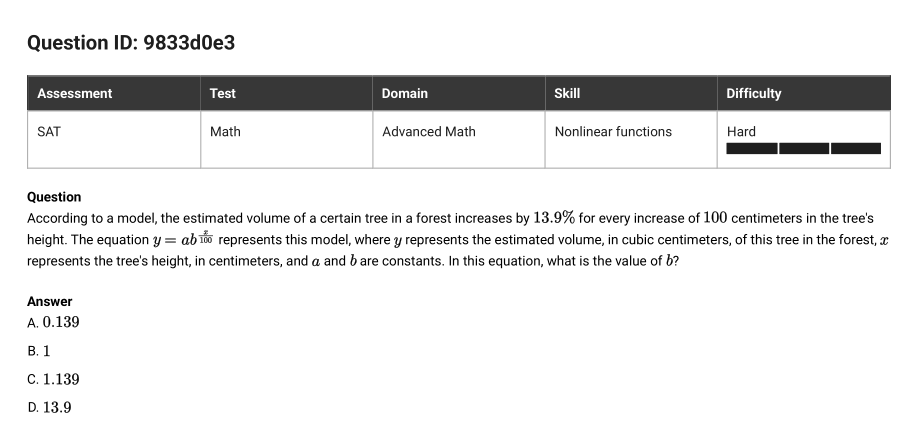 Question ID: 9833d0e3
Assessment Test Domain Skill Difficulty
SAT Math Advanced Math Nonlinear functions Hard
Question
According to a model, the estimated volume of a certain tree in a forest increases by 13.9% for every increase of 100 centimeters in the tree's
height. The equation y = ab^(x/100) represents this model, where y represents the estimated volume, in cubic centimeters, of this tree in the forest, x
represents the tree's height, in centimeters, and a and b are constants. In this equation, what is the value of b?
Answer
A. 0.139
B. 1
C. 1.139
D. 13.9